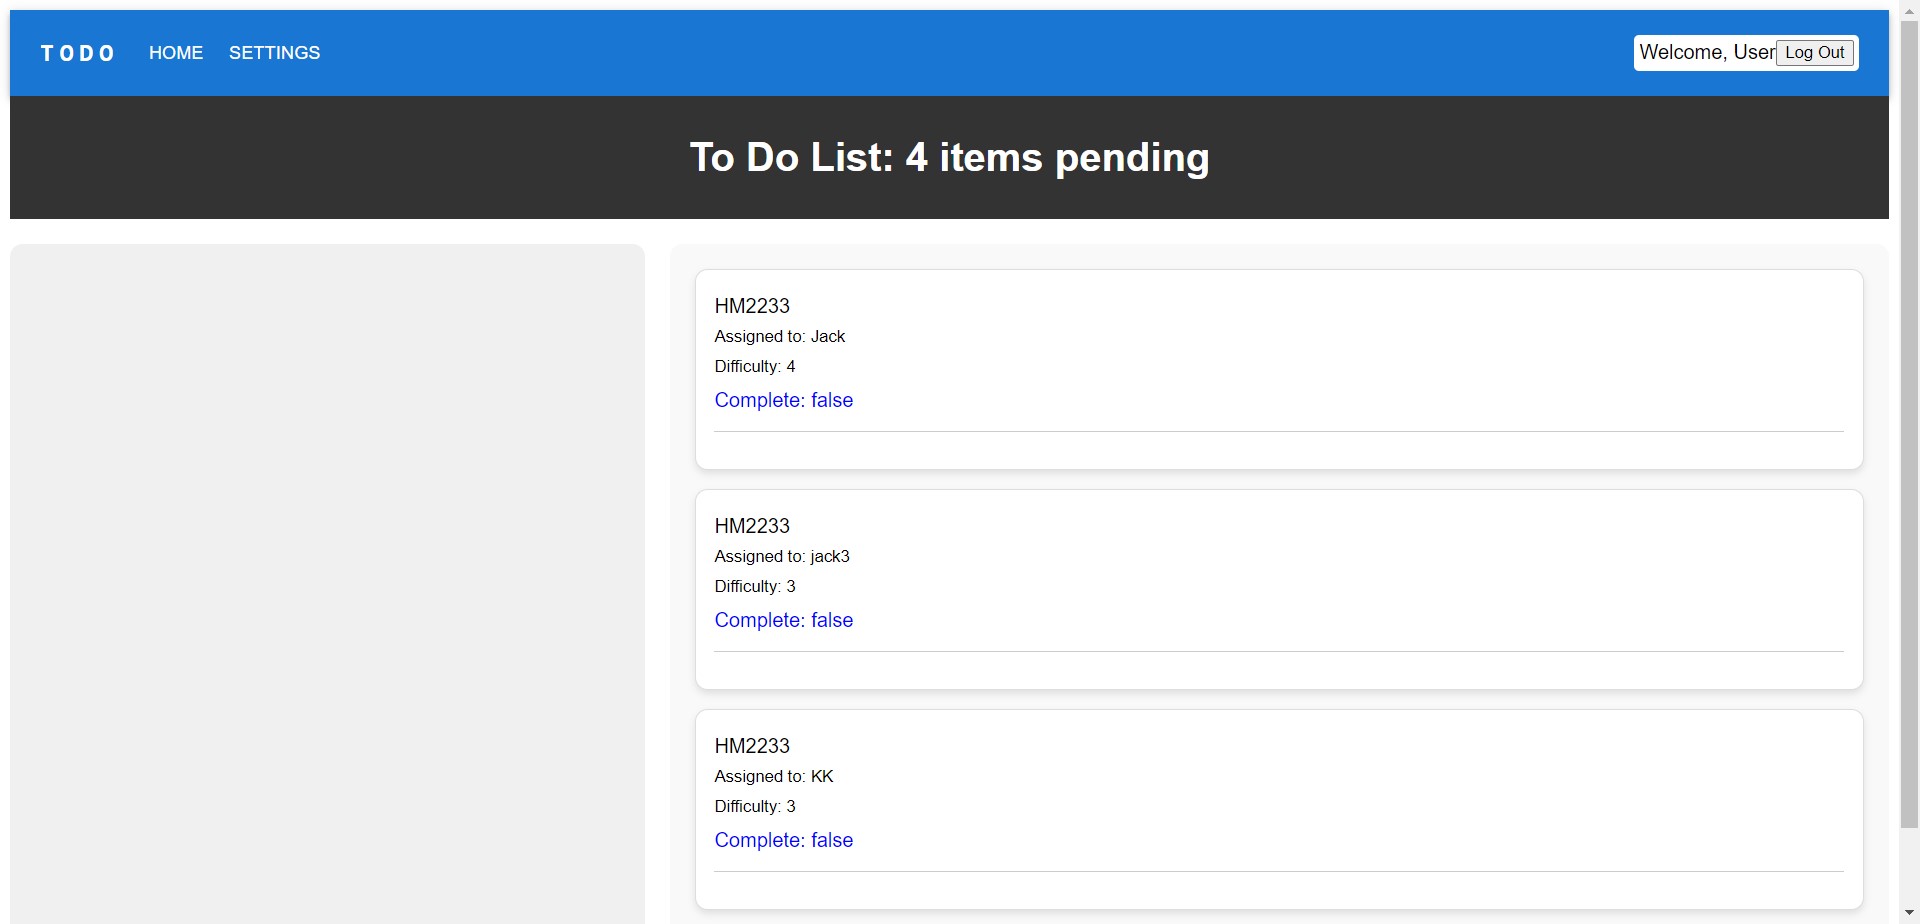 TODO HOME SETTINGS Welcome, User Log Out
To Do List: 4 items pending
HM2233
Assigned to: Jack
Difficulty: 4
Complete: false
HM2233
Assigned to: jack3
Difficulty: 3
Complete: false
HM2233
Assigned to: KK
Difficulty: 3
Complete: false